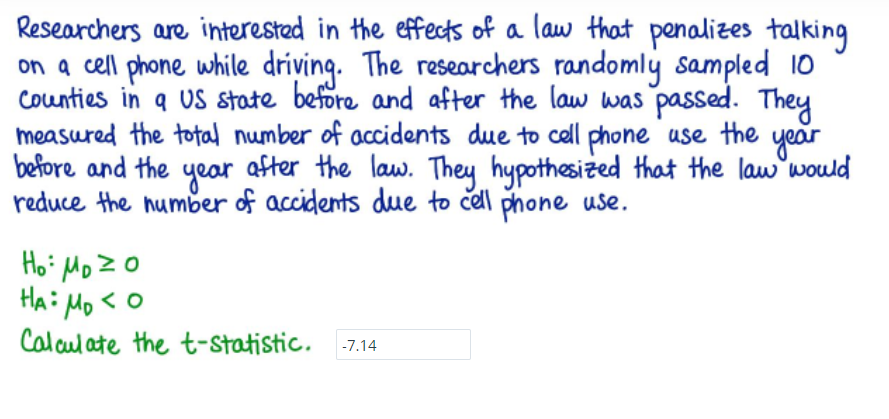 Researchers are interested in the effects of a law that penalizes talking
on a cell phone while driving. The researchers randomly sampled 10
Counties in a US state before and after the law was passed. They
measured the total number of accidents due to cell phone use the year
before and the year after the law. They hypothesized that the law would
reduce the number of accidents due to cell phone use.
H₀: μ_D ≥ 0
H_A: μ_D < 0
Calculate the t-statistic. -7.14